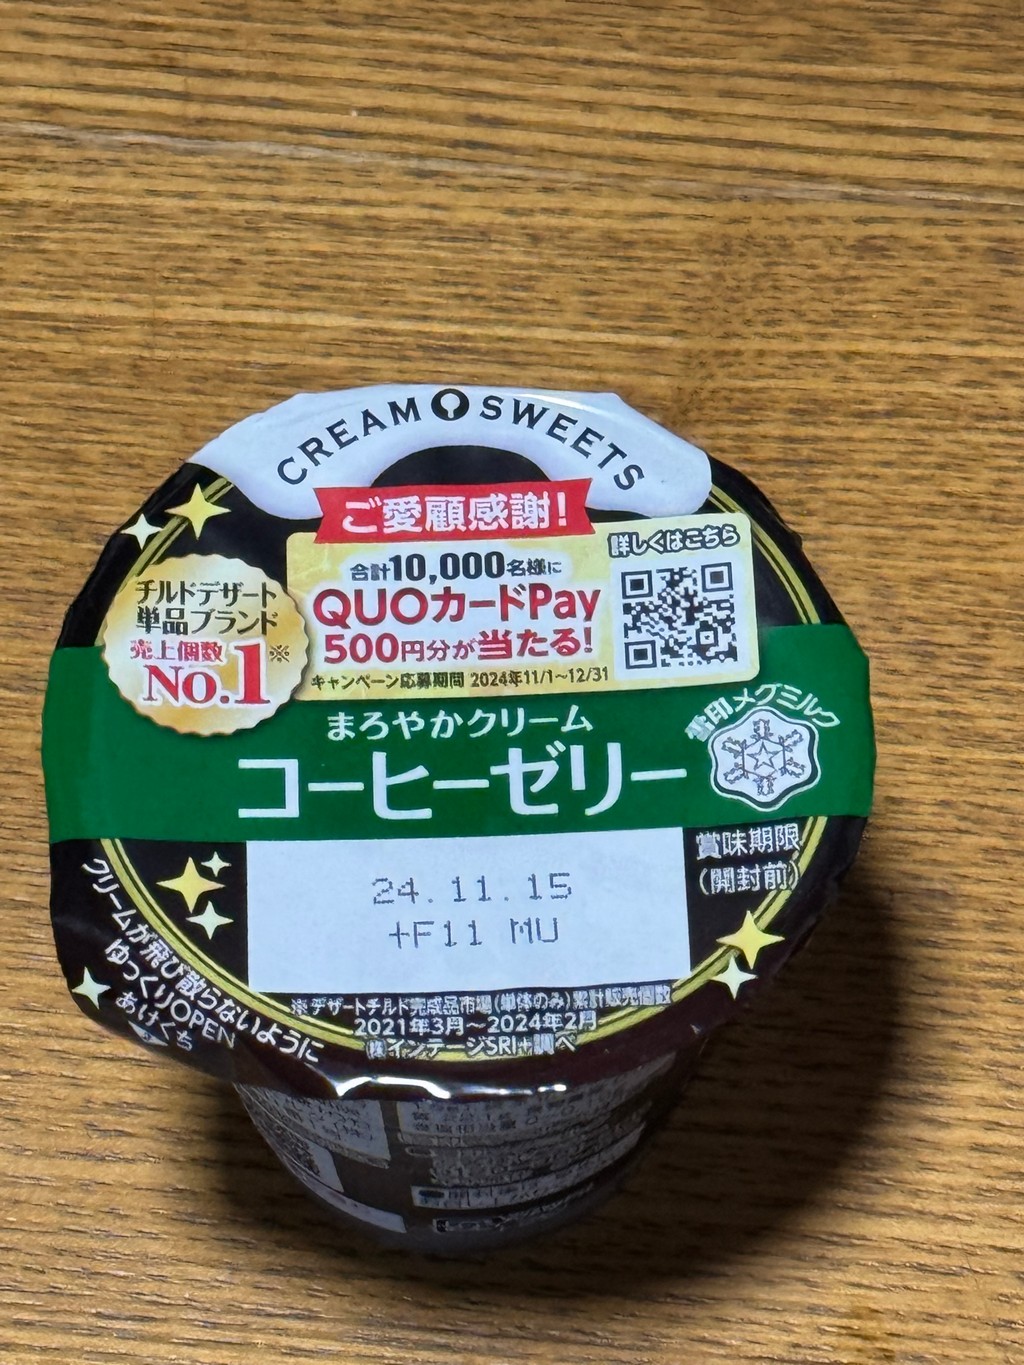 CREAM SWEETS
ご愛顧感謝!
合計10,000名様に
QUOカードPay
500円分が当たる!
キャンペーン応募期間 2024年11/1~12/31
詳しくはこちら
チルドデザート
単品ブランド
売上個数
No.1※
まろやかクリーム
コーヒーゼリー
雪印メグミルク
賞味期限
(開封前)
24.11.15
+F11 MU
クリームが飛び散らないように
ゆっくりOPEN
あけくち
※デザートチルド完成品市場(単体のみ)累計販売個数
2021年3月~2024年2月
㈱インテージSRI+調べ